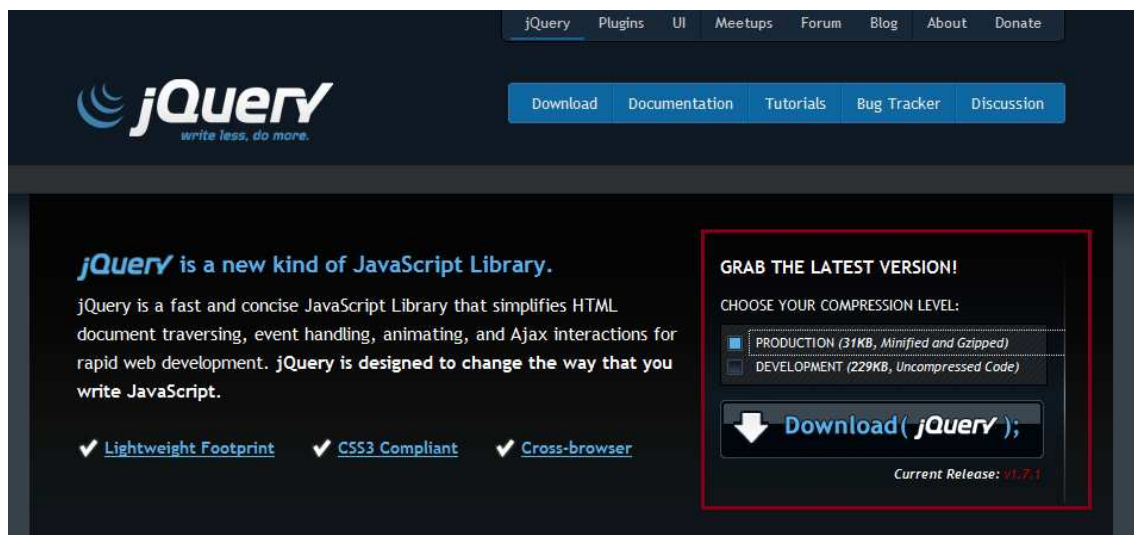 jQuery Plugins UI Meetups Forum Blog About Donate
jQuery
write less, do more.
Download Documentation Tutorials Bug Tracker Discussion
jQuery is a new kind of JavaScript Library.
jQuery is a fast and concise JavaScript Library that simplifies HTML
document traversing, event handling, animating, and Ajax interactions for
rapid web development. jQuery is designed to change the way that you
write JavaScript.
Lightweight Footprint CSS3 Compliant Cross-browser
GRAB THE LATEST VERSION!
CHOOSE YOUR COMPRESSION LEVEL:
PRODUCTION (31KB, Minified and Gzipped)
DEVELOPMENT (229KB, Uncompressed Code)
Download( jQuery );
Current Release: v1.7.1